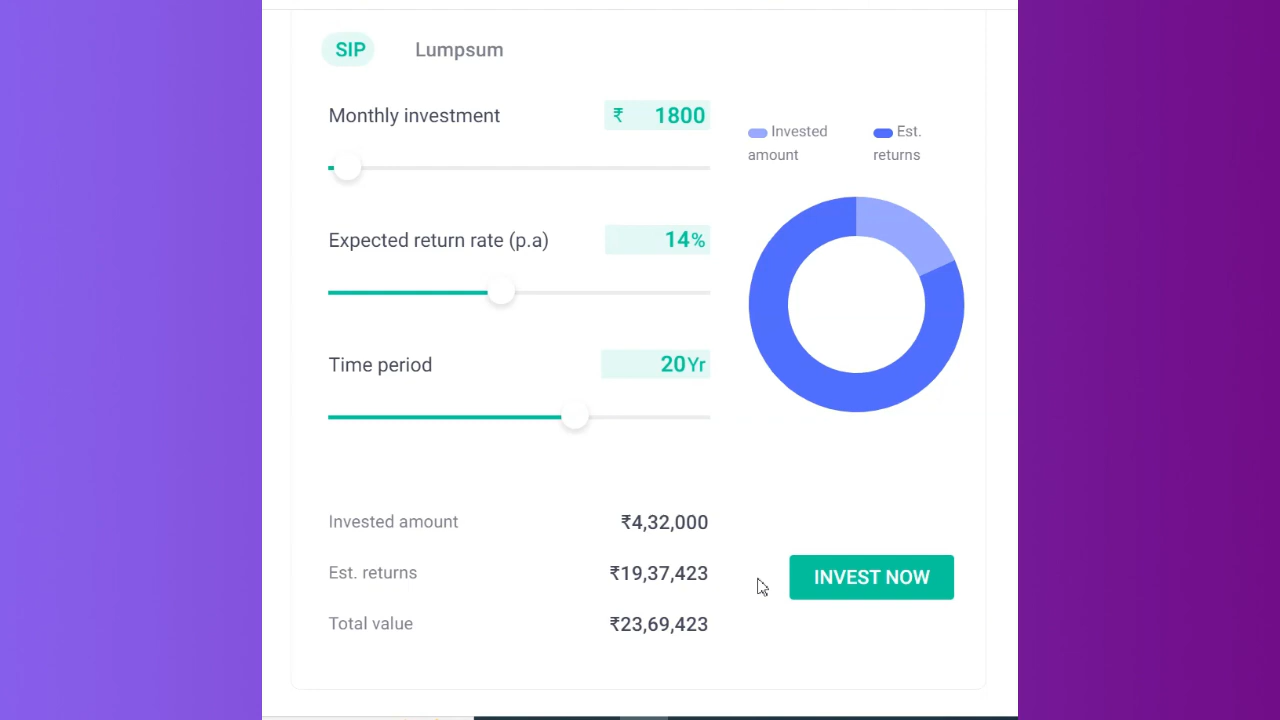 SIP Lumpsum
Monthly investment ₹ 1800
Invested amount
Est. returns
Expected return rate (p.a) 14%
Time period 20Yr
Invested amount ₹4,32,000
Est. returns ₹19,37,423
INVEST NOW
Total value ₹23,69,423